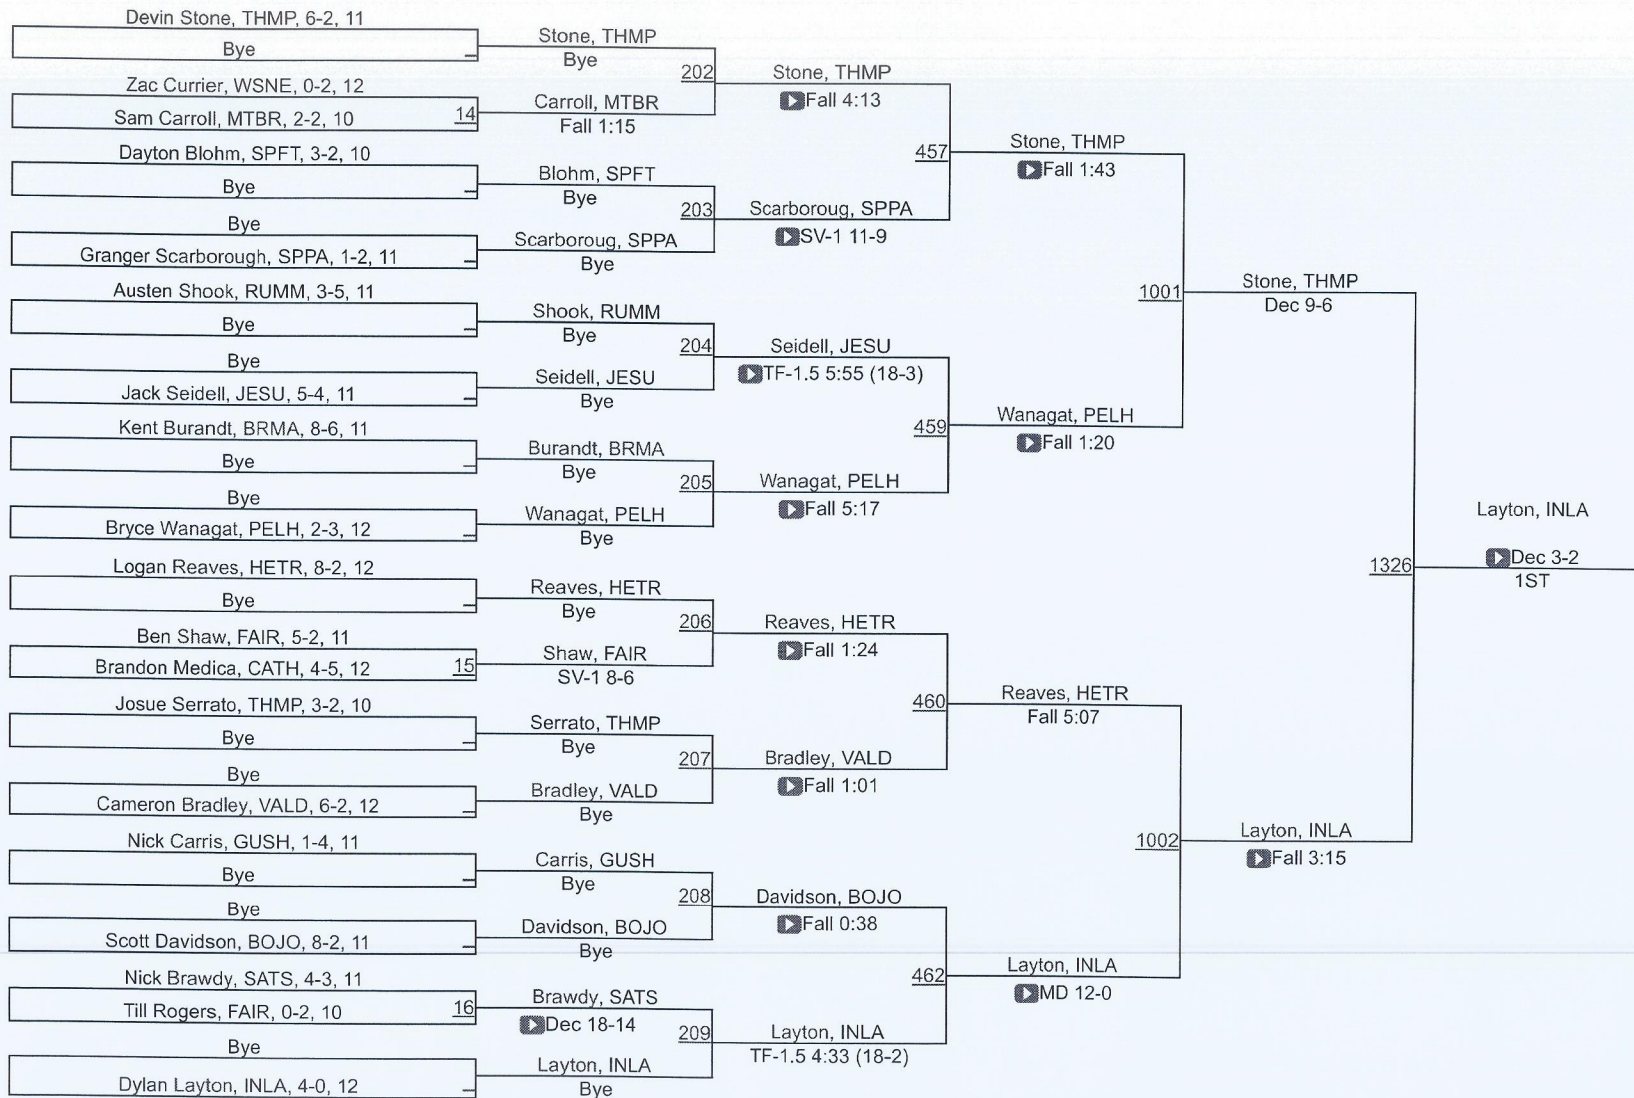 Devin Stone, THMP, 6-2, 11
Bye
Zac Currier, WSNE, 0-2, 12
Sam Carroll, MTBR, 2-2, 10
14
Dayton Blohm, SPFT, 3-2, 10
Bye
Bye
Granger Scarborough, SPPA, 1-2, 11
Austen Shook, RUMM, 3-5, 11
Bye
Bye
Jack Seidell, JESU, 5-4, 11
Kent Burandt, BRMA, 8-6, 11
Bye
Bye
Bryce Wanagat, PELH, 2-3, 12
Logan Reaves, HETR, 8-2, 12
Bye
Ben Shaw, FAIR, 5-2, 11
Brandon Medica, CATH, 4-5, 12
15
Josue Serrato, THMP, 3-2, 10
Bye
Bye
Cameron Bradley, VALD, 6-2, 12
Nick Carris, GUSH, 1-4, 11
Bye
Bye
Scott Davidson, BOJO, 8-2, 11
Nick Brawdy, SATS, 4-3, 11
Till Rogers, FAIR, 0-2, 10
16
Bye
Dylan Layton, INLA, 4-0, 12
Stone, THMP
Bye
202
Carroll, MTBR
Fall 1:15
Blohm, SPFT
Bye
203
Scarboroug, SPPA
Bye
Shook, RUMM
Bye
204
Seidell, JESU
Bye
Burandt, BRMA
Bye
205
Wanagat, PELH
Bye
Reaves, HETR
Bye
206
Shaw, FAIR
SV-1 8-6
Serrato, THMP
Bye
207
Bradley, VALD
Bye
Carris, GUSH
Bye
208
Davidson, BOJO
Bye
Brawdy, SATS
Dec 18-14
209
Layton, INLA
Bye
Stone, THMP
Fall 4:13
457
Scarboroug, SPPA
SV-1 11-9
Seidell, JESU
TF-1.5 5:55 (18-3)
459
Wanagat, PELH
Fall 5:17
Reaves, HETR
Fall 1:24
460
Bradley, VALD
Fall 1:01
Davidson, BOJO
Fall 0:38
462
Layton, INLA
TF-1.5 4:33 (18-2)
Stone, THMP
Fall 1:43
1001
Wanagat, PELH
Fall 1:20
Reaves, HETR
Fall 5:07
1002
Layton, INLA
MD 12-0
Stone, THMP
Dec 9-6
1326
Layton, INLA
Fall 3:15
Layton, INLA
Dec 3-2
1ST